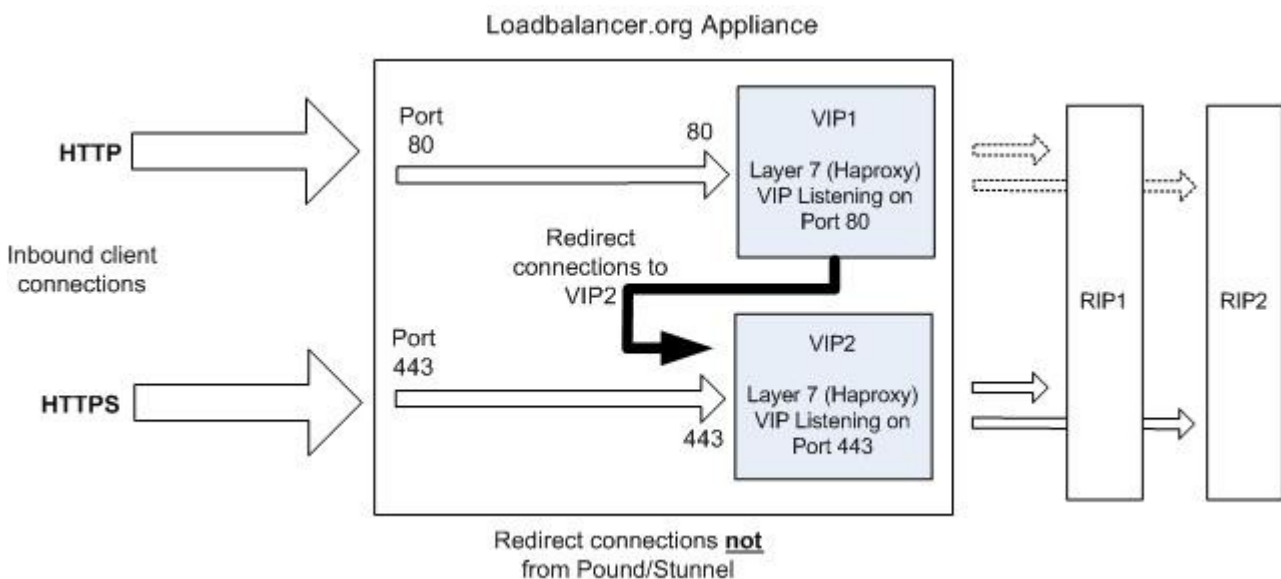 Loadbalancer.org Appliance
HTTP
Inbound client
connections
HTTPS
Port
80
80
VIP1
Layer 7 (Haproxy)
VIP Listening on
Port 80
Redirect
connections to
VIP2
Port
443
443
VIP2
Layer 7 (Haproxy)
VIP Listening on
Port 443
RIP1
RIP2
Redirect connections not
from Pound/Stunnel